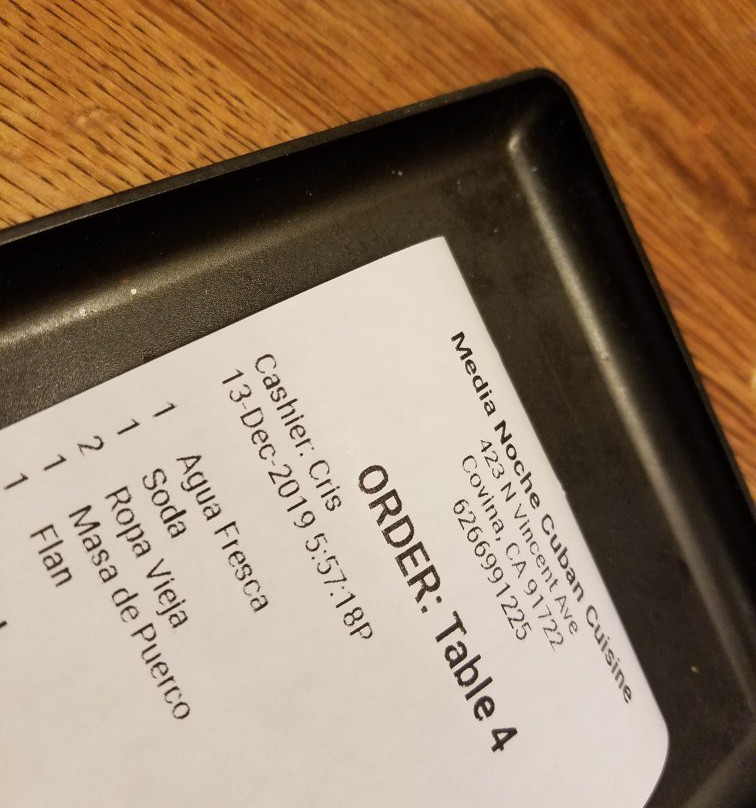 Media Noche Cuban Cuisine
423 N Vincent Ave
Covina, CA 91722
6266991225
ORDER: Table 4
Cashier: Cris
13-Dec-2019 5:57:18P
1 Agua Fresca
1 Soda
2 Ropa Vieja
1 Masa de Puerco
1 Flan